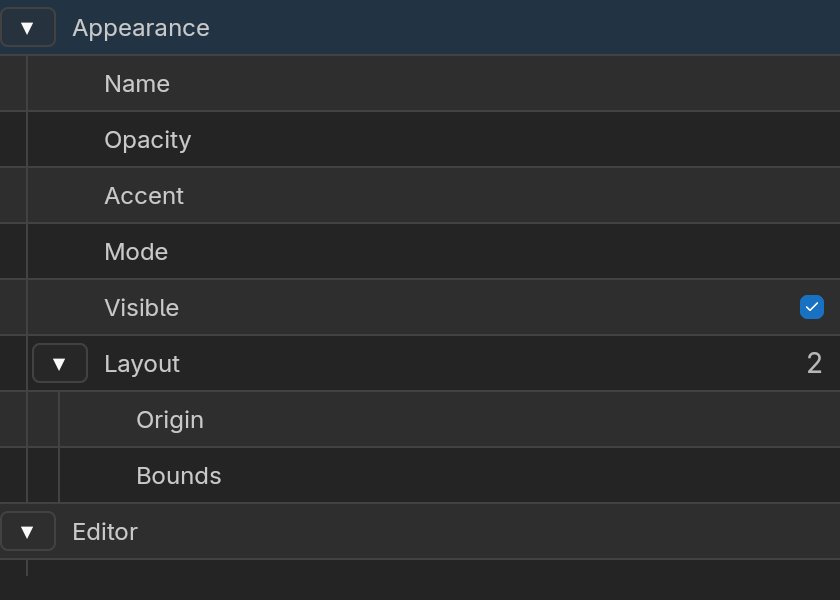 Appearance
Name
Opacity
Accent
Mode
Visible
Layout 2
Origin
Bounds
Editor